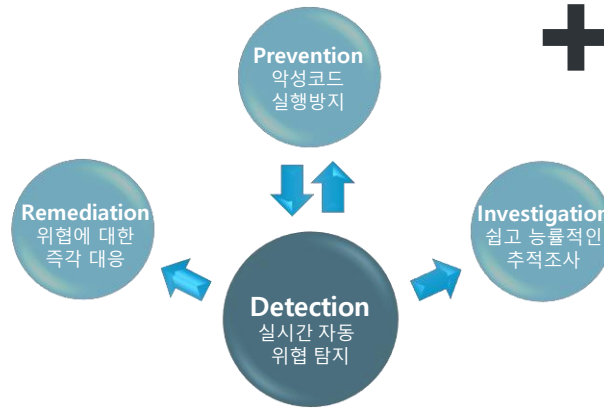 Prevention
악성코드
실행방지
Remediation
위협에 대한
즉각 대응
Investigation
쉽고 능률적인
추적조사
Detection
실시간 자동
위협 탐지